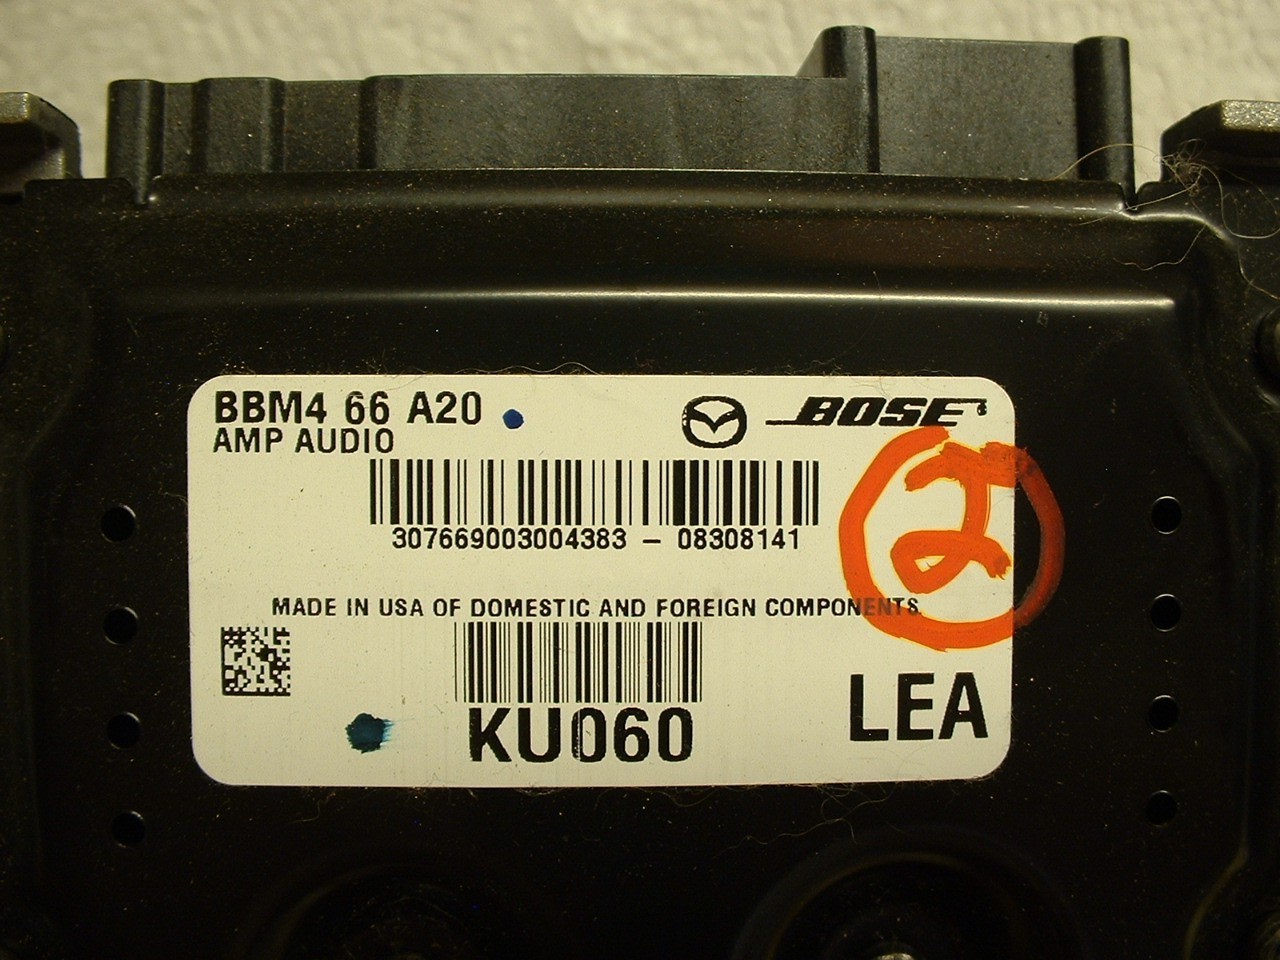 BBM4 66 A20
AMP AUDIO
BOSE
2
307669003004383 – 08308141
MADE IN USA OF DOMESTIC AND FOREIGN COMPONENTS
KU060
LEA